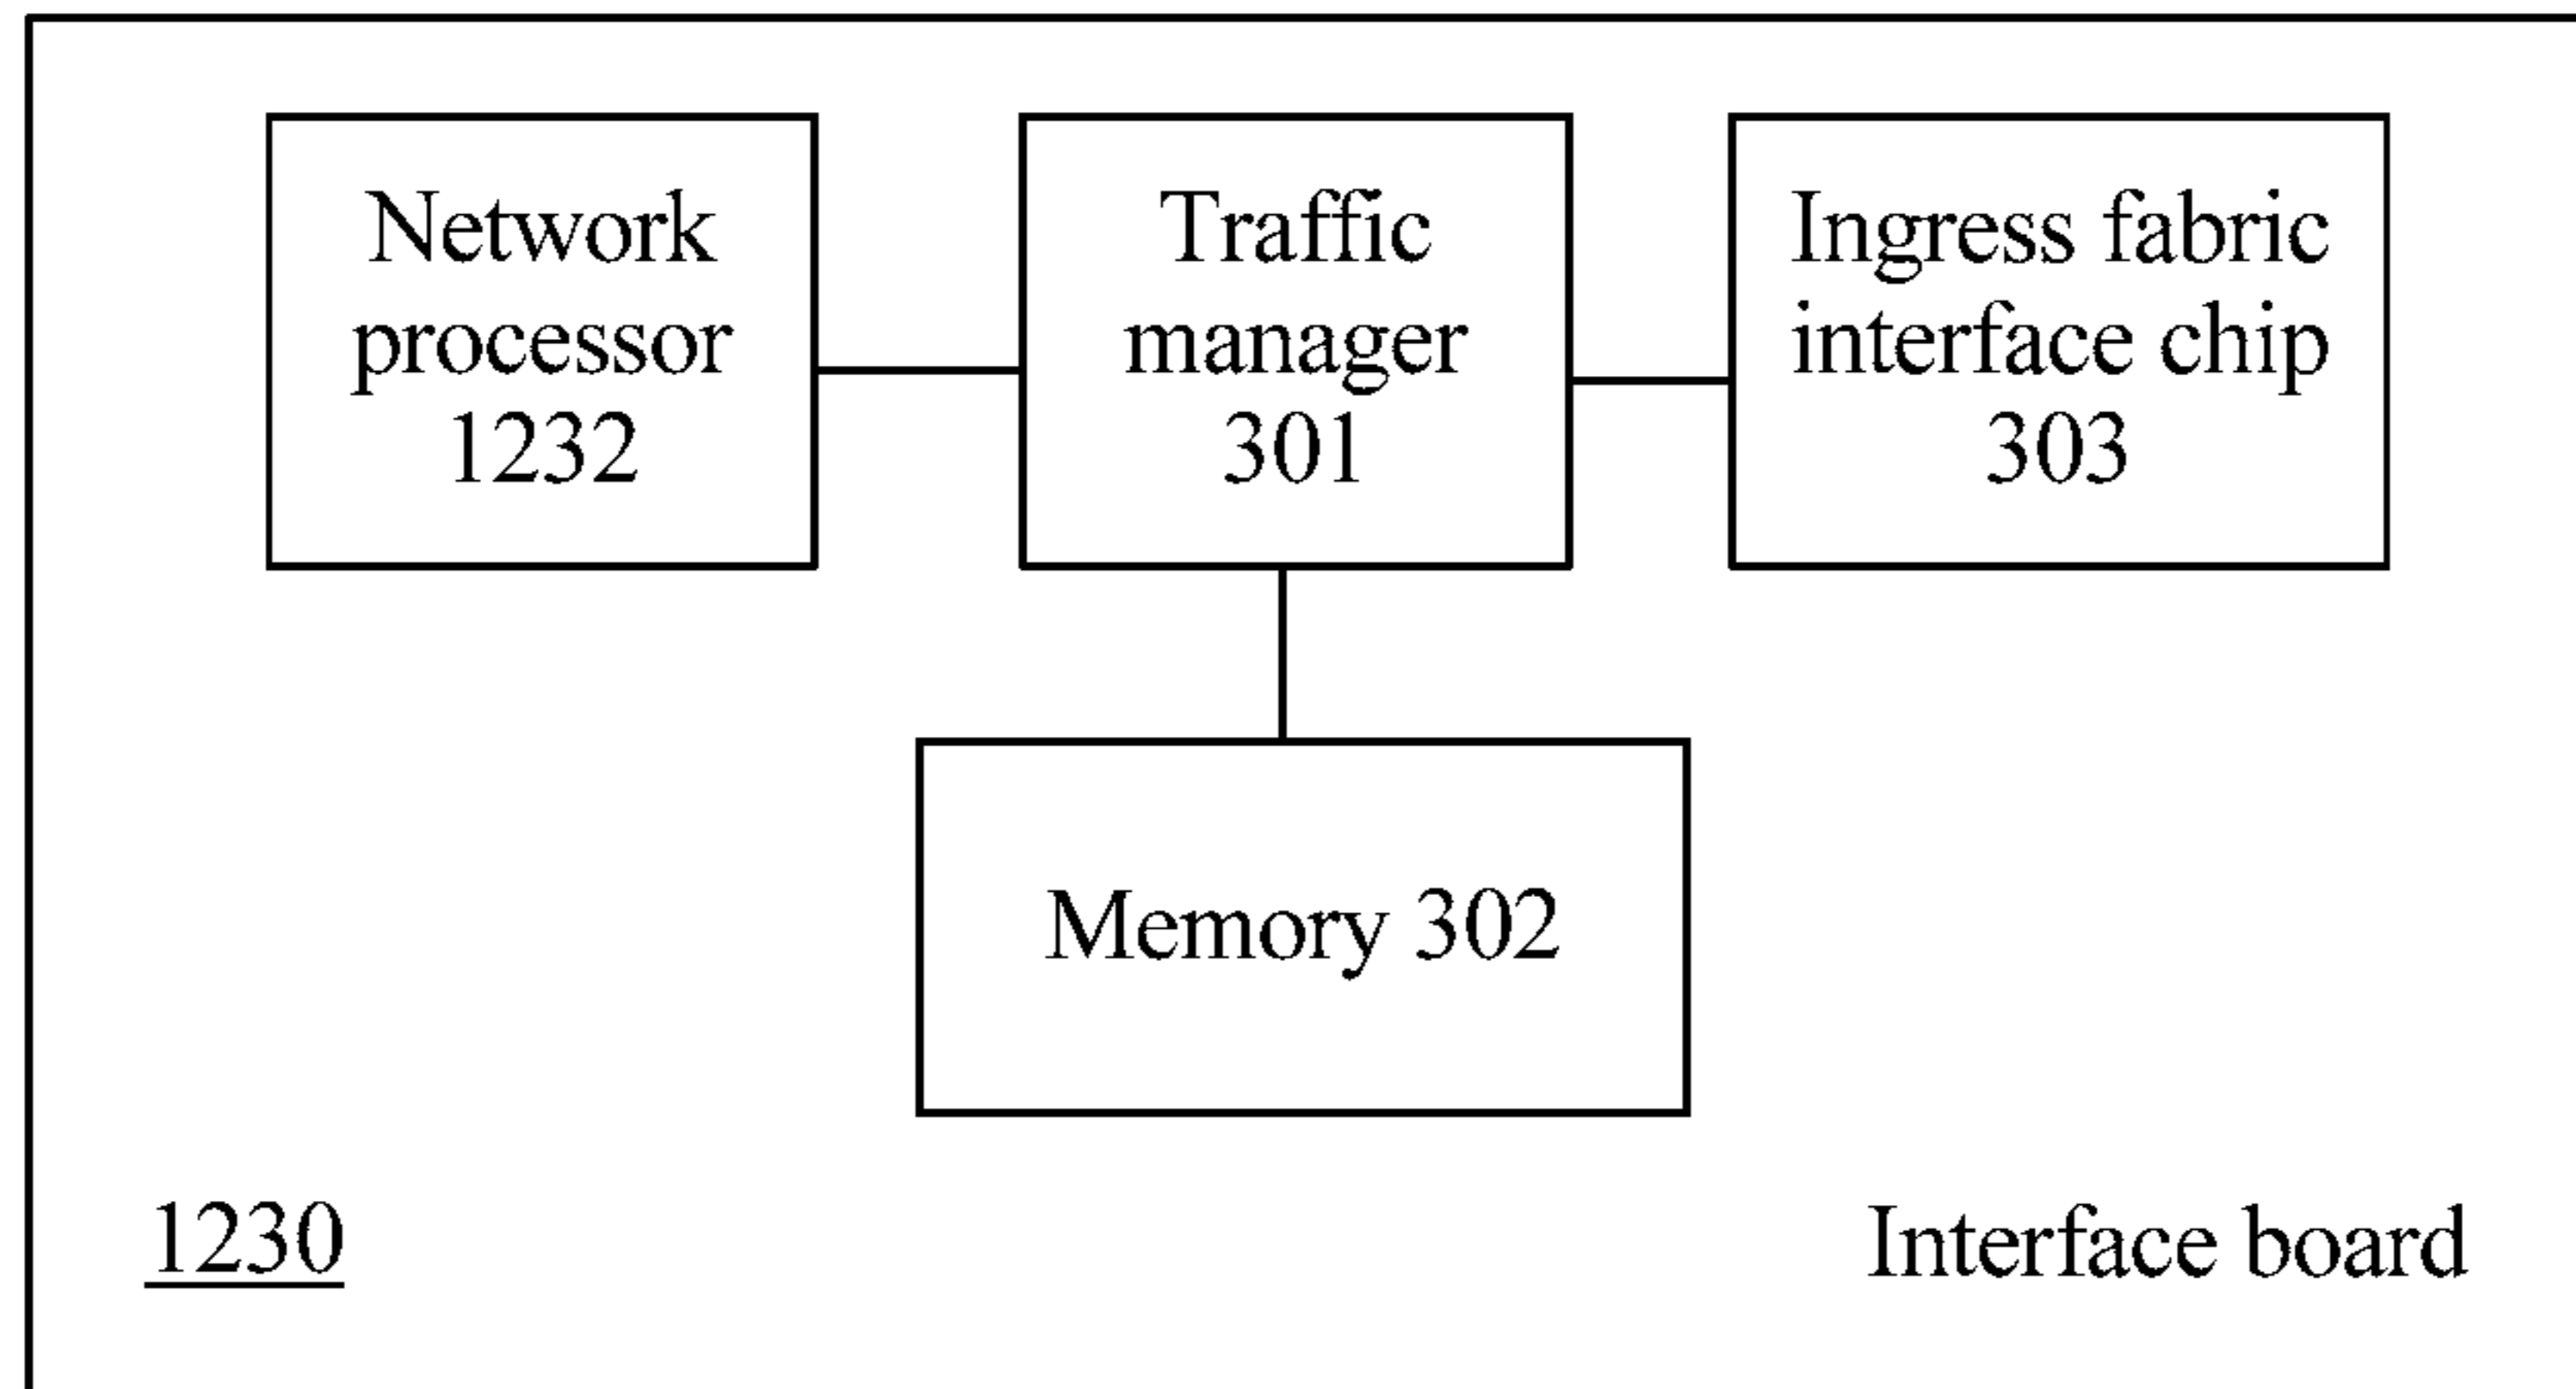 Network
processor
1232
Traffic
manager
301
Ingress fabric
interface chip
303
Memory 302
1230
Interface board